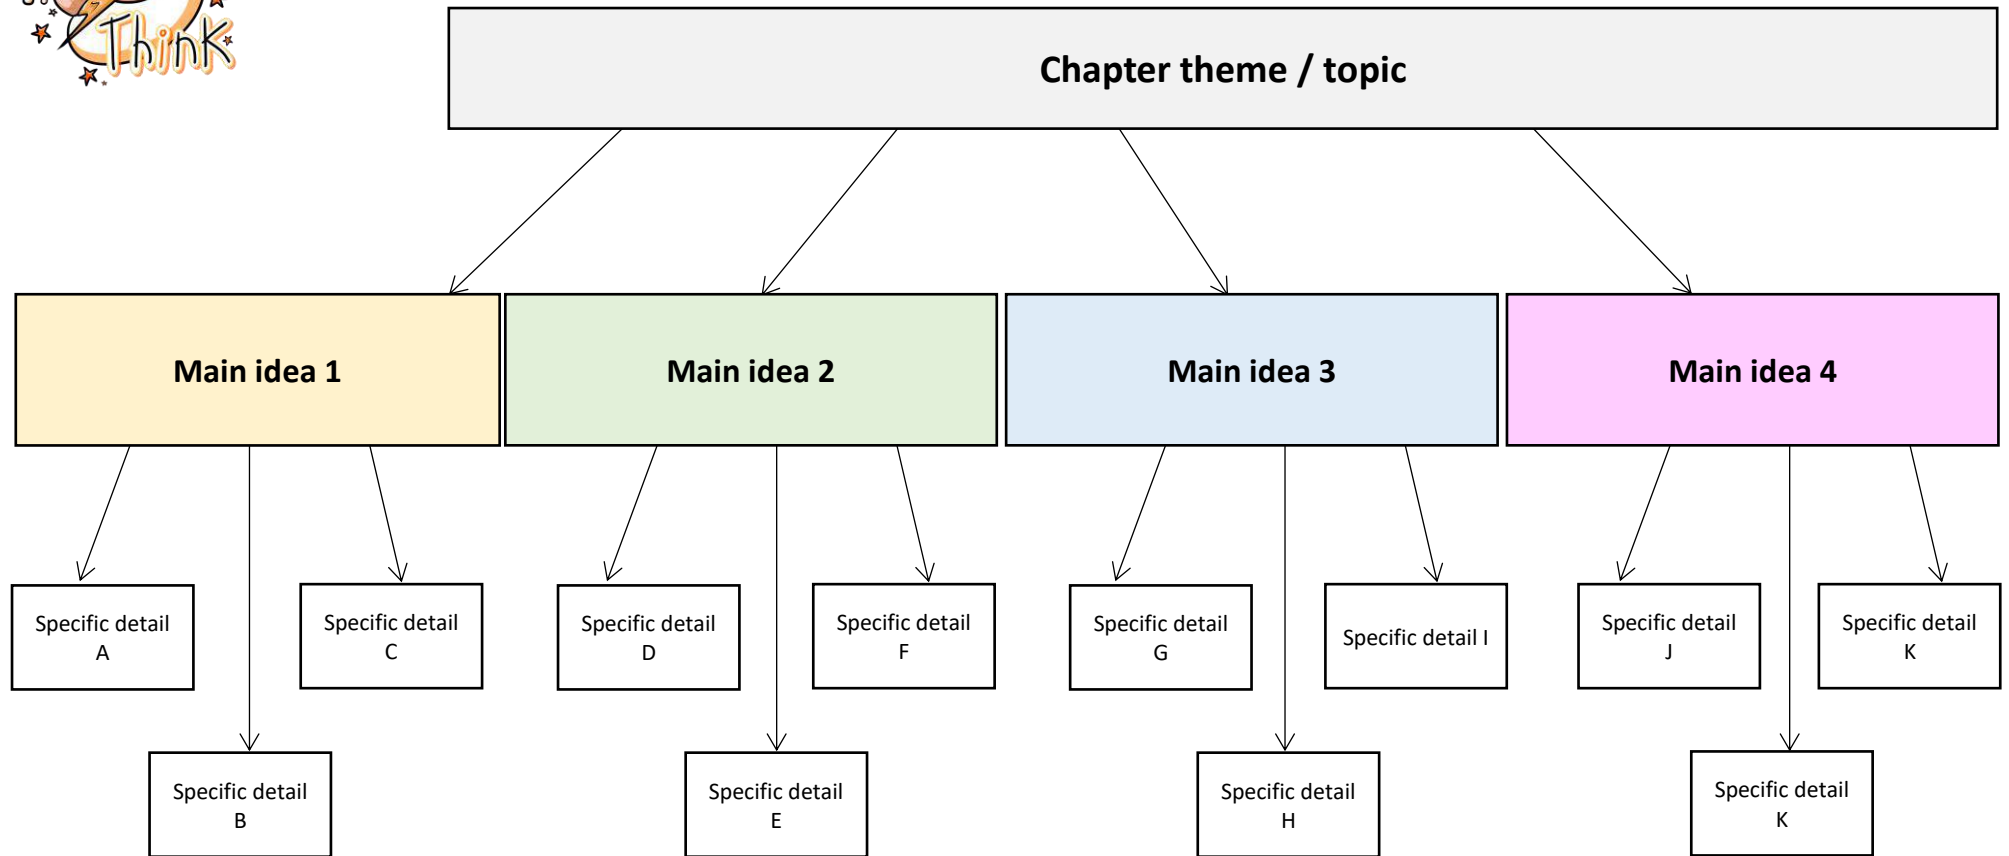 Think
Chapter theme / topic
Main idea 1
Main idea 2
Main idea 3
Main idea 4
Specific detail
A
Specific detail
C
Specific detail
D
Specific detail
F
Specific detail
G
Specific detail I
Specific detail
J
Specific detail
K
Specific detail
B
Specific detail
E
Specific detail
H
Specific detail
K